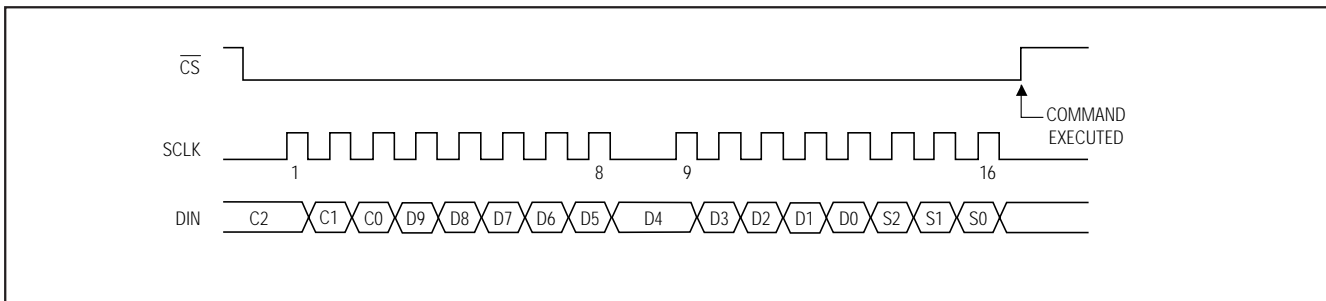 CS
COMMAND
EXECUTED
SCLK
1 8 9 16
DIN C2 C1 C0 D9 D8 D7 D6 D5 D4 D3 D2 D1 D0 S2 S1 S0